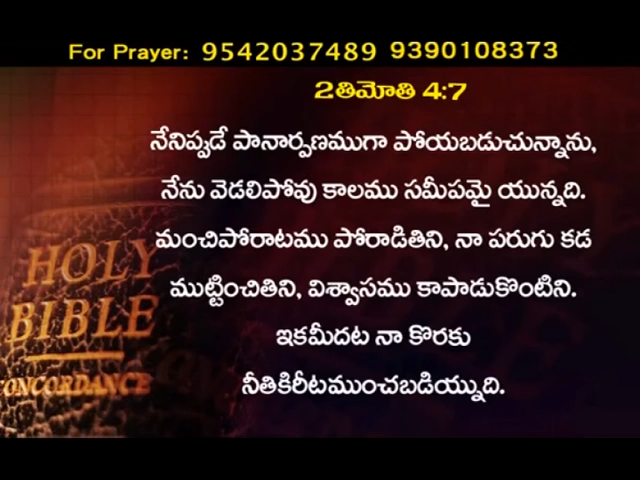 For Prayer: 9542037489 9390108373
2తిమోతి 4:7
నేనిప్పడే పానార్పణముగా పోయబడుచున్నాను,
నేను వెడలిపోవు కాలము సమీపమై యున్నది.
మంచిపోరాటము పోరాడితిని, నా పరుగు కడ
ముట్టించితిని, విశ్వాసము కాపాడుకొంటిని.
ఇకమీదట నా కొరకు
నీతికిరీటముంచబడియ్నుది.
HOLY
BIBLE
CONCORDANCE